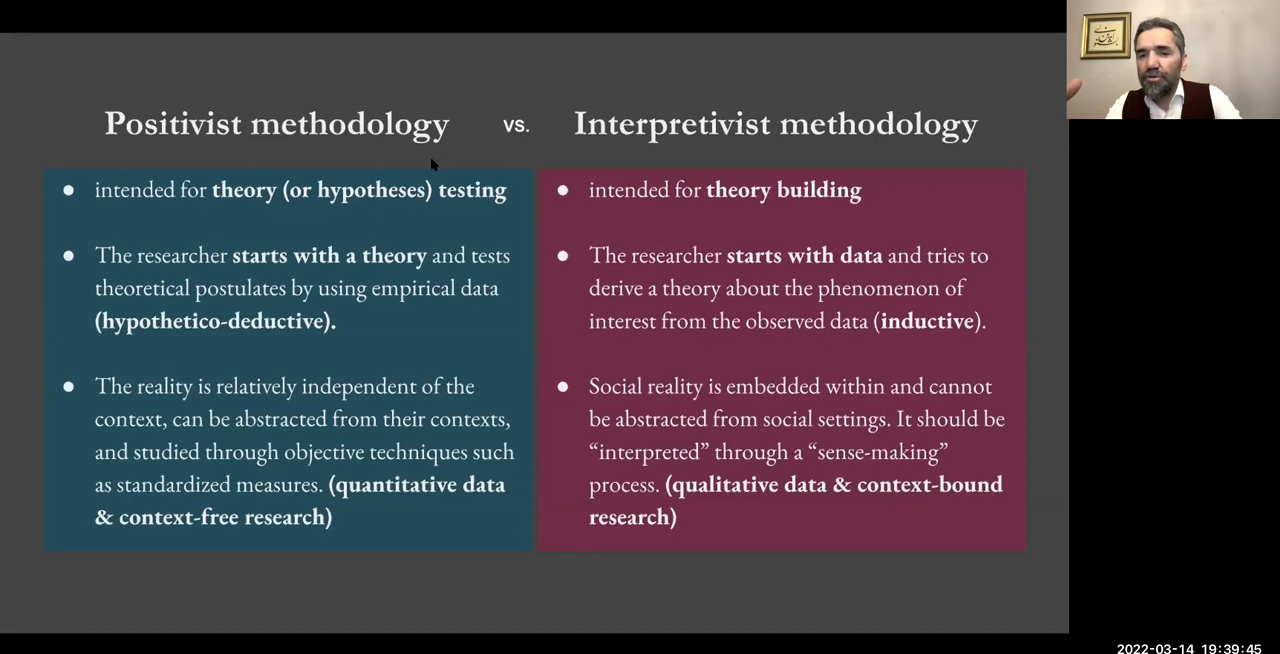 Positivist methodology vs. Interpretivist methodology
● intended for theory (or hypotheses) testing
● The researcher starts with a theory and tests
theoretical postulates by using empirical data
(hypothetico-deductive).
● The reality is relatively independent of the
context, can be abstracted from their contexts,
and studied through objective techniques such
as standardized measures. (quantitative data
& context-free research)
● intended for theory building
● The researcher starts with data and tries to
derive a theory about the phenomenon of
interest from the observed data (inductive).
● Social reality is embedded within and cannot
be abstracted from social settings. It should be
“interpreted” through a “sense-making”
process. (qualitative data & context-bound
research)
2022-03-14 19:39:45